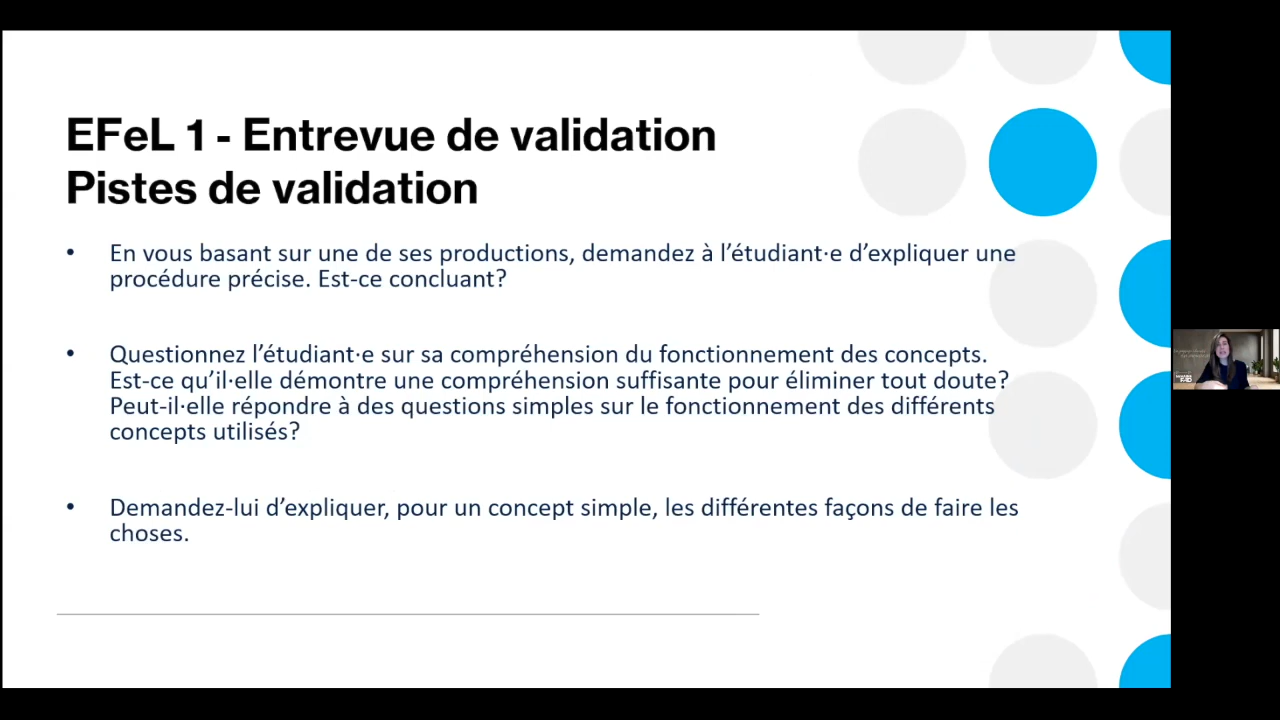 EFeL 1 - Entrevue de validation
Pistes de validation
• En vous basant sur une de ses productions, demandez à l’étudiant·e d’expliquer une
procédure précise. Est-ce concluant?
• Questionnez l’étudiant·e sur sa compréhension du fonctionnement des concepts.
Est-ce qu’il·elle démontre une compréhension suffisante pour éliminer tout doute?
Peut-il·elle répondre à des questions simples sur le fonctionnement des différents
concepts utilisés?
• Demandez-lui d’expliquer, pour un concept simple, les différentes façons de faire les
choses.